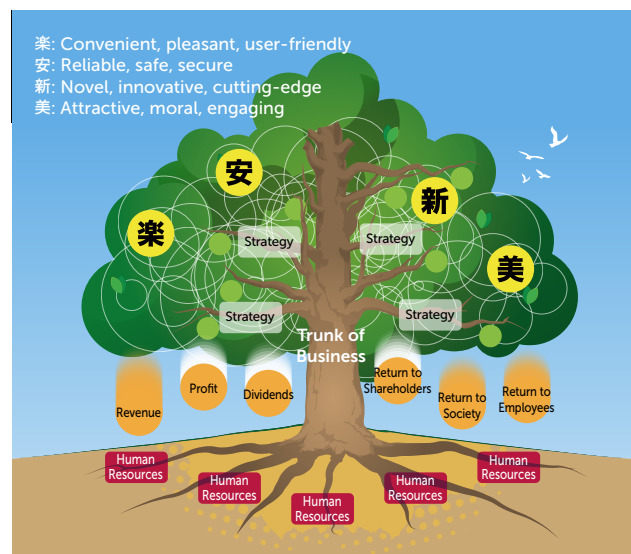 楽: Convenient, pleasant, user-friendly
安: Reliable, safe, secure
新: Novel, innovative, cutting-edge
美: Attractive, moral, engaging
安
新
楽
美
Strategy
Strategy
Strategy
Strategy
Trunk of
Business
Revenue
Profit
Dividends
Return to
Shareholders
Return to
Society
Return to
Employees
Human
Resources
Human
Resources
Human
Resources
Human
Resources
Human
Resources